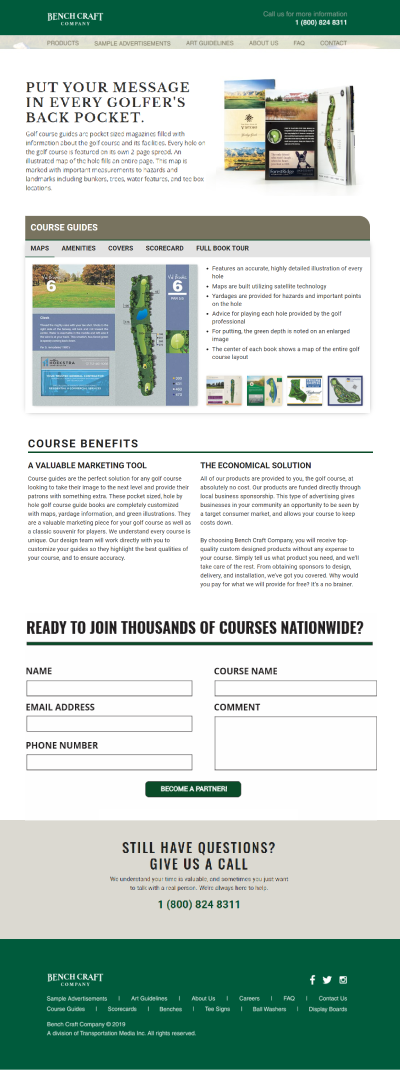 BENCH CRAFT
COMPANY
Call us for more information
1 (800) 824 8311
PRODUCTS SAMPLE ADVERTISEMENTS ART GUIDELINES ABOUT US FAQ CONTACT
PUT YOUR MESSAGE
IN EVERY GOLFER'S
BACK POCKET.
Golf course guides are pocket sized magazines filled with
information about the golf course and its facilities. Every hole on
the golf course is featured on its own 2-page spread. An
illustrated map of the hole fills an entire page. This map is
marked with important measurements to hazards and
landmarks including bunkers, trees, water features, and tee box
locations.
COURSE GUIDES
MAPS AMENITIES COVERS SCORECARD FULL BOOK TOUR
6
6
Features an accurate, highly detailed illustration of every
hole
Maps are built utilizing satellite technology
Yardages are provided for hazards and important points
on the hole
Advice for playing each hole provided by the golf
professional
For putting, the green depth is noted on an enlarged
image
The center of each book shows a map of the entire golf
course layout
COURSE BENEFITS
A VALUABLE MARKETING TOOL
Course guides are the perfect solution for any golf course
looking to take their image to the next level and provide their
patrons with something extra. These pocket sized, hole by
hole golf course guide books are completely customized
with maps, yardage information, and green illustrations. They
are a valuable marketing piece for your golf course as well as
a classic souvenir for players. We understand every course is
unique. Our design team will work directly with you to
customize your guides so they highlight the best qualities of
your course, and to ensure accuracy.
THE ECONOMICAL SOLUTION
All of our products are provided to you, the golf course, at
absolutely no cost. Our products are funded directly through
local business sponsorship. This type of advertising gives
businesses in your community an opportunity to be seen by
a target consumer market, and allows your course to keep
costs down.
By choosing Bench Craft Company, you will receive top-
quality custom designed products without any expense to
your course. Simply tell us what product you need, and we'll
take care of the rest. From obtaining sponsors to design,
delivery, and installation, we've got you covered. Why would
you pay for what we will provide for free? It's a no brainer.
READY TO JOIN THOUSANDS OF COURSES NATIONWIDE?
NAME
COURSE NAME
EMAIL ADDRESS
COMMENT
PHONE NUMBER
BECOME A PARTNER!
STILL HAVE QUESTIONS?
GIVE US A CALL
We understand your time is valuable, and sometimes you just want
to talk with a real person. We're always here to help.
1 (800) 824 8311
BENCH CRAFT
COMPANY
Sample Advertisements | Art Guidelines | About Us | Careers | FAQ | Contact Us
Course Guides | Scorecards | Benches | Tee Signs | Ball Washers | Display Boards
Bench Craft Company © 2019
A division of Transportation Media Inc. All rights reserved.